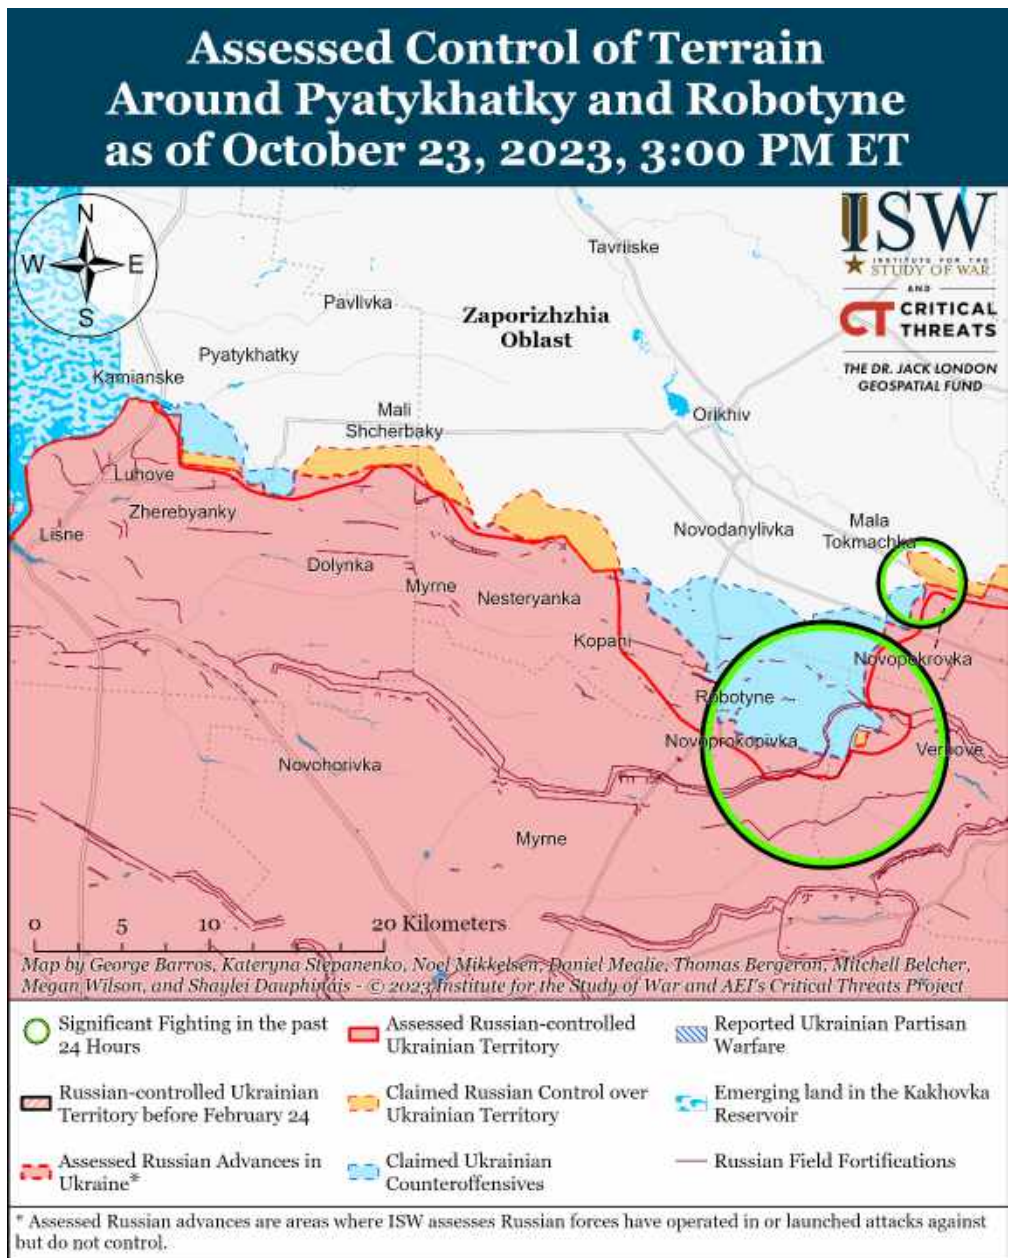 Assessed Control of Terrain
Around Pyatykhatky and Robotyne
as of October 23, 2023, 3:00 PM ET
N
W
E
S
ISW
INSTITUTE FOR THE
STUDY OF WAR
AND
CT CRITICAL
THREATS
THE DR. JACK LONDON
GEOSPATIAL FUND
Tavriiske
Pavlivka
Zaporizhzhia
Oblast
Pyatykhatky
Kamianske
Mali
Shcherbaky
Orikhiv
Luhove
Zherebyanky
Lisne
Novodanylivka
Mala
Tokmachka
Dolynka
Myrne
Nesteryanka
Kopani
Novopokrovka
Robotyne
Novoprokopivka
Verbove
Novohorivka
Myrne
0 5 10 20 Kilometers
Map by George Barros, Kateryna Stepanenko, Noel Mikkelsen, Daniel Mealie, Thomas Bergeron, Mitchell Belcher,
Megan Wilson, and Shaylei Dauphinais - © 2023 Institute for the Study of War and AEI's Critical Threats Project
Significant Fighting in the past
24 Hours
Assessed Russian-controlled
Ukrainian Territory
Reported Ukrainian Partisan
Warfare
Russian-controlled Ukrainian
Territory before February 24
Claimed Russian Control over
Ukrainian Territory
Emerging land in the Kakhovka
Reservoir
Assessed Russian Advances in
Ukraine*
Claimed Ukrainian
Counteroffensives
Russian Field Fortifications
* Assessed Russian advances are areas where ISW assesses Russian forces have operated in or launched attacks against
but do not control.